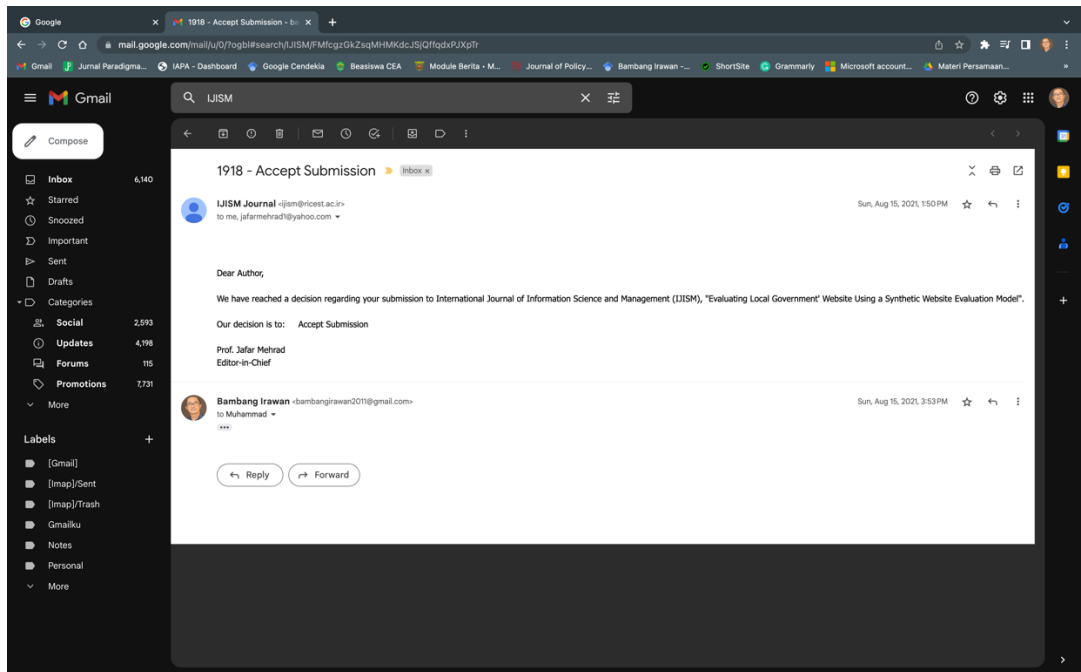 Google
1918 - Accept Submission - ba
mail.google.com/mail/u/0/?ogbl#search/IJISM/FMfcgzGkZsqMHMKdcJSjQffqdxPJXpTr
Gmail
Jurnal Paradigma...
IAPA - Dashboard
Google Cendekia
Beasiswa CEA
Module Berita • M...
Journal of Policy...
Bambang Irawan -...
ShortSite
Grammarly
Microsoft account...
Materi Persamaan...
Gmail
IJISM
Compose
Inbox 6,140
Starred
Snoozed
Important
Sent
Drafts
Categories
Social 2,593
Updates 4,198
Forums 115
Promotions 7,731
More
Labels
[Gmail]
[Imap]/Sent
[Imap]/Trash
Gmailku
Notes
Personal
More
1918 - Accept Submission Inbox x
IJISM Journal <ijism@ricest.ac.ir> Sun, Aug 15, 2021, 1:50 PM
to me, jafarmehrad1@yahoo.com
Dear Author,
We have reached a decision regarding your submission to International Journal of Information Science and Management (IJISM), "Evaluating Local Government' Website Using a Synthetic Website Evaluation Model".
Our decision is to: Accept Submission
Prof. Jafar Mehrad
Editor-in-Chief
Bambang Irawan <bambangirawan2011@gmail.com> Sun, Aug 15, 2021, 3:53 PM
to Muhammad
Reply
Forward